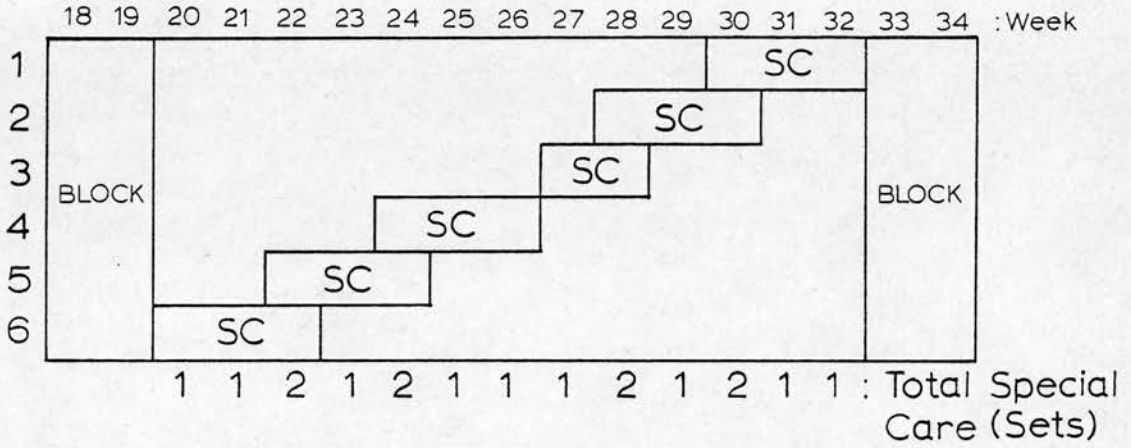 18 19 20 21 22 23 24 25 26 27 28 29 30 31 32 33 34 : Week
1 SC
2 SC
3 SC
BLOCK BLOCK
4 SC
5 SC
6 SC
1 1 2 1 2 1 1 1 2 1 2 1 1 : Total Special
Care (Sets)